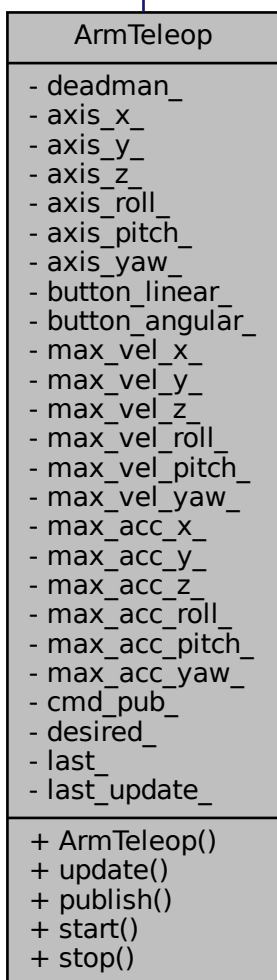 ArmTeleop
- deadman_
- axis_x_
- axis_y_
- axis_z_
- axis_roll_
- axis_pitch_
- axis_yaw_
- button_linear_
- button_angular_
- max_vel_x_
- max_vel_y_
- max_vel_z_
- max_vel_roll_
- max_vel_pitch_
- max_vel_yaw_
- max_acc_x_
- max_acc_y_
- max_acc_z_
- max_acc_roll_
- max_acc_pitch_
- max_acc_yaw_
- cmd_pub_
- desired_
- last_
- last_update_
+ ArmTeleop()
+ update()
+ publish()
+ start()
+ stop()